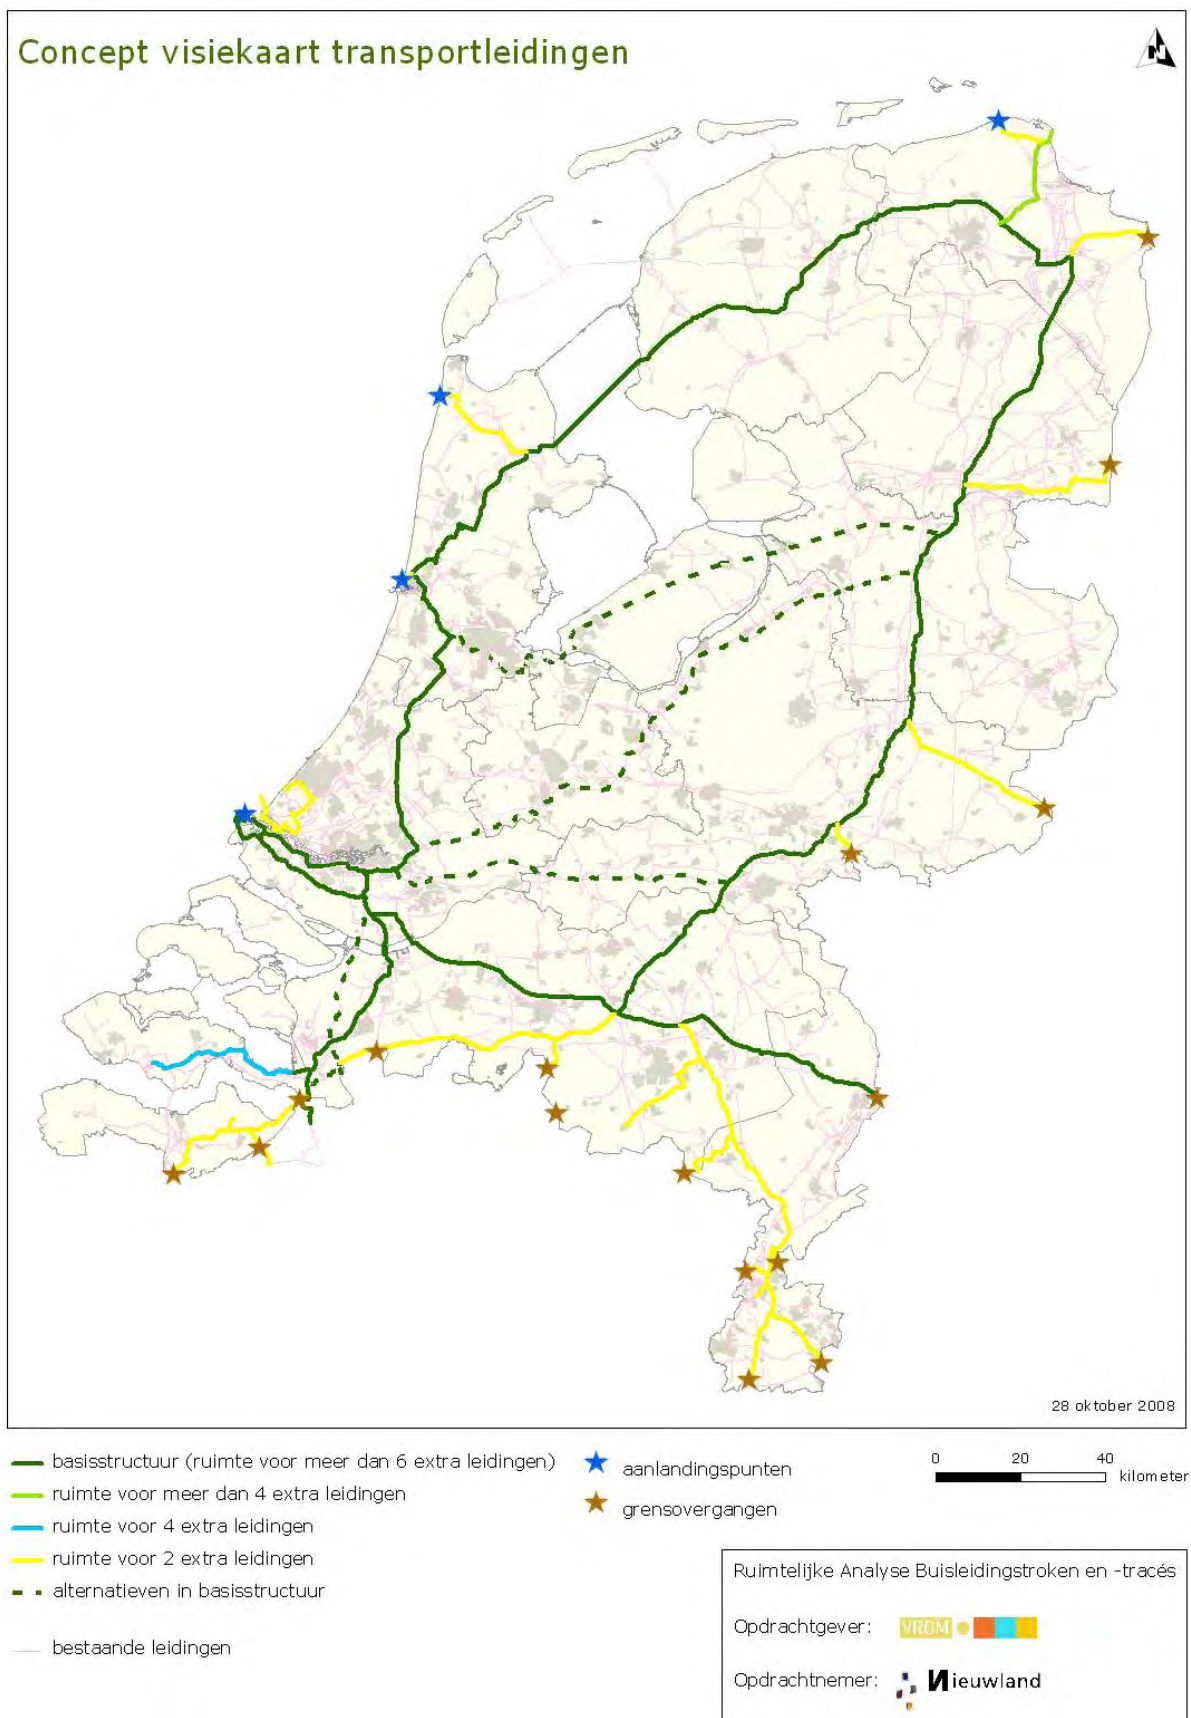 Concept visiekaart transportleidingen
N
28 oktober 2008
basisstructuur (ruimte voor meer dan 6 extra leidingen)
ruimte voor meer dan 4 extra leidingen
ruimte voor 4 extra leidingen
ruimte voor 2 extra leidingen
alternatieven in basisstructuur
bestaande leidingen
aanlandingspunten
grensovergangen
0 20 40
kilometer
Ruimtelijke Analyse Buisleidingstroken en -tracés
Opdrachtgever: VROM
Opdrachtnemer: Nieuwland